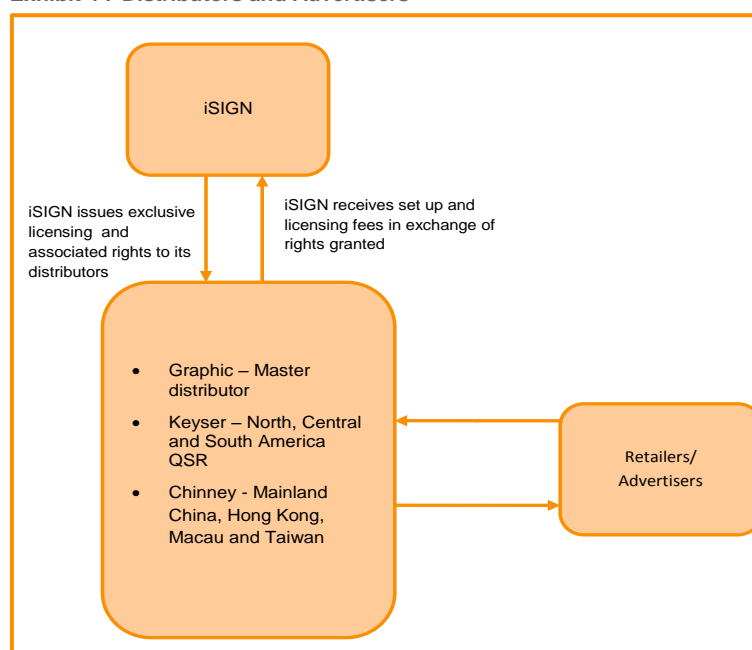 Exhibit Distributors and Advertisers
iSIGN
iSIGN issues exclusive
licensing and
associated rights to its
distributors
iSIGN receives set up and
licensing fees in exchange of
rights granted
• Graphic – Master
distributor
• Keyser – North, Central
and South America
QSR
• Chinney - Mainland
China, Hong Kong,
Macau and Taiwan
Retailers/
Advertisers